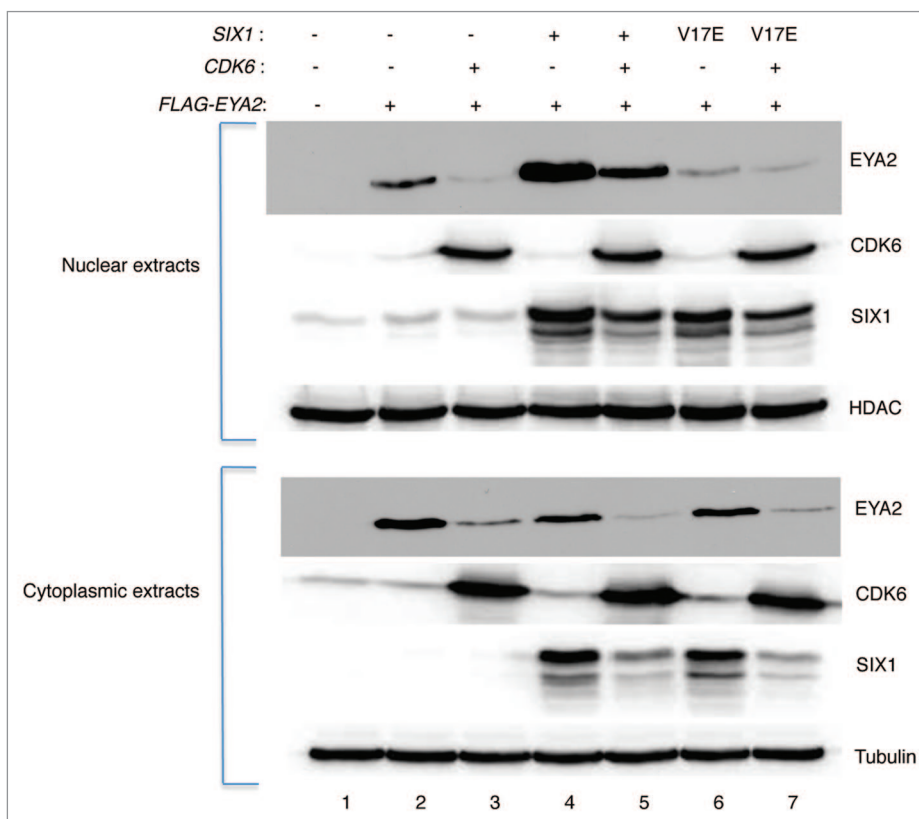 SIX1 : - - - + + V17E V17E
CDK6 : - - + - + - +
FLAG-EYA2: - + + + + + +
EYA2
CDK6
Nuclear extracts
SIX1
HDAC
EYA2
Cytoplasmic extracts
CDK6
SIX1
Tubulin
1 2 3 4 5 6 7